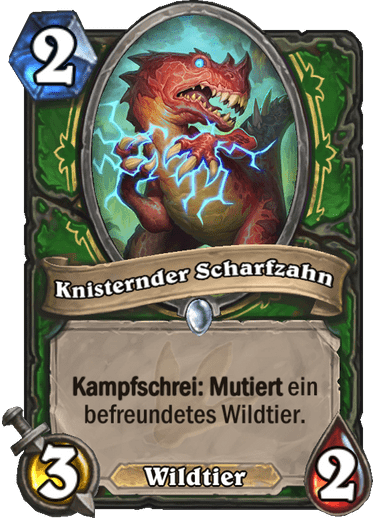 2
Knisternder Scharfzahn
Kampfschrei: Mutiert ein
befreundetes Wildtier.
3
Wildtier
2